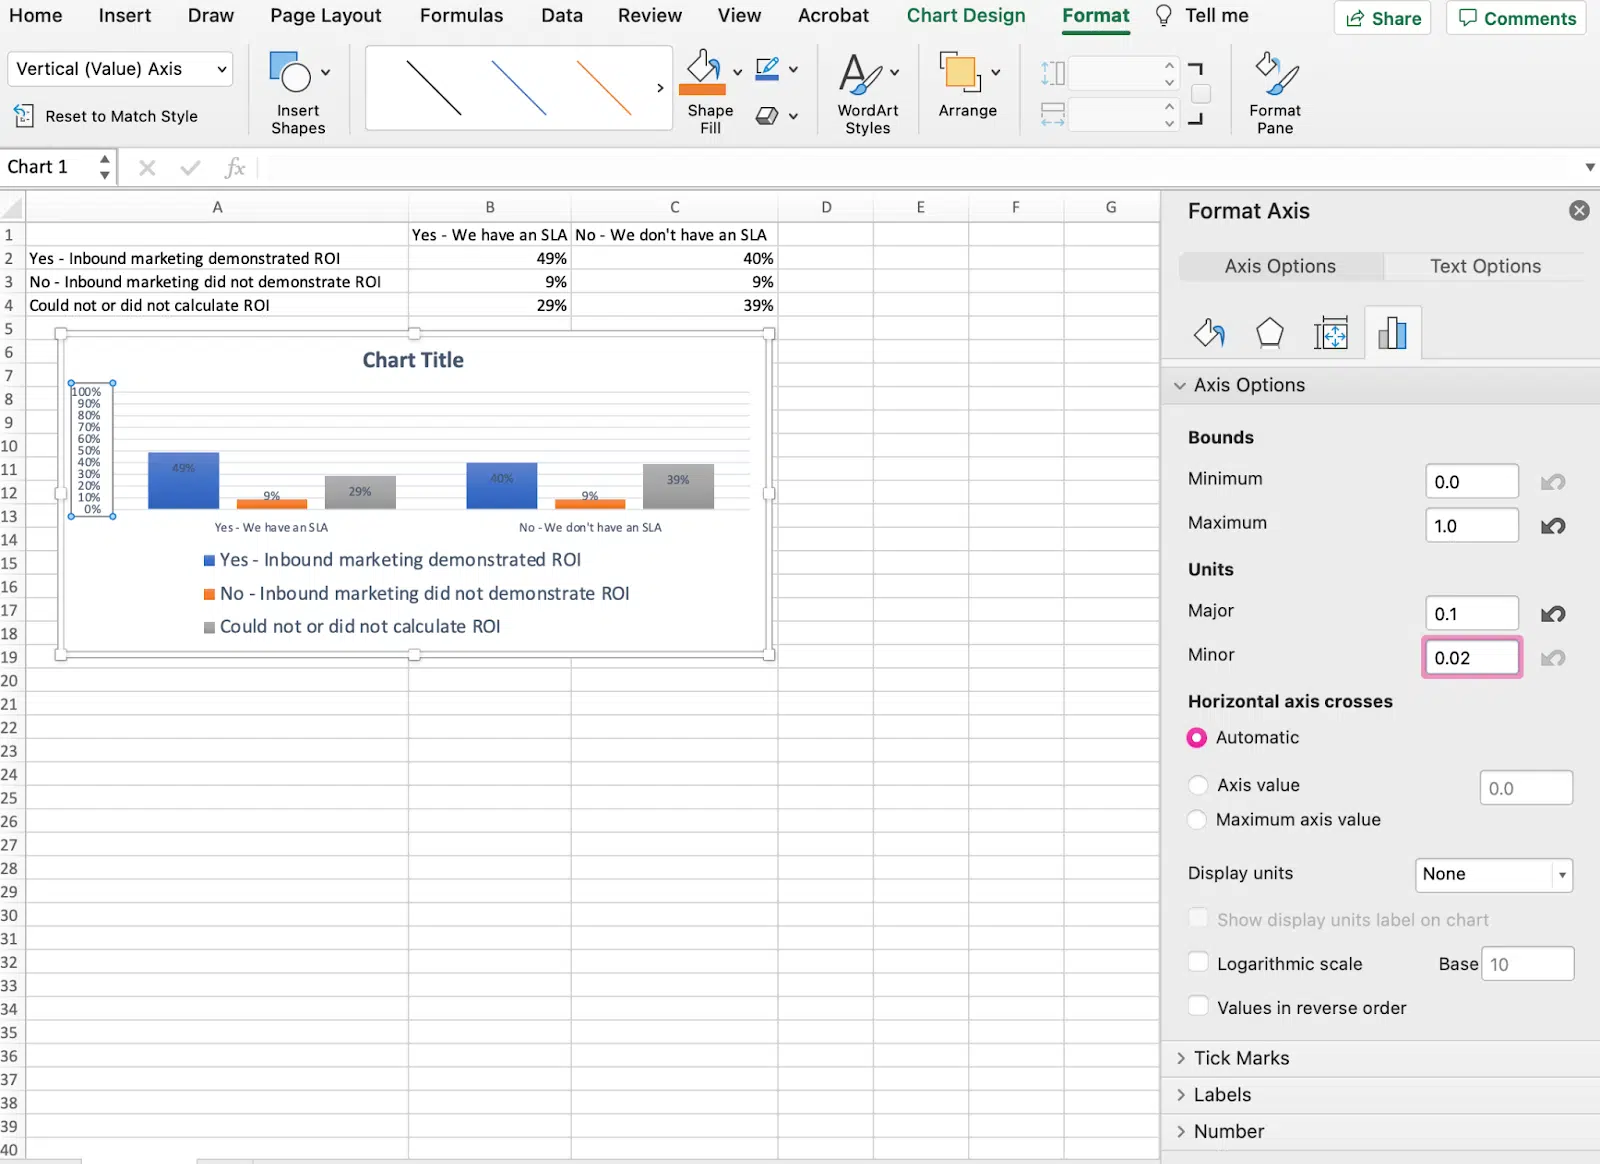 Home Insert Draw Page Layout Formulas Data Review View Acrobat Chart Design Format Tell me Share Comments
Vertical (Value) Axis
Reset to Match Style
Insert Shapes
Shape Fill
WordArt Styles
Arrange
Format Pane
Chart 1 fx
A B C D E F G
1 Yes - We have an SLA No - We don't have an SLA
2 Yes - Inbound marketing demonstrated ROI 49% 40%
3 No - Inbound marketing did not demonstrate ROI 9% 9%
4 Could not or did not calculate ROI 29% 39%
5
6
7
8
9
10
11
12
13
14
15
16
17
18
19
20
21
22
23
24
25
26
27
28
29
30
31
32
33
34
35
36
37
38
39
40
Chart Title
100%
90%
80%
70%
60%
50%
40%
30%
20%
10%
0%
49% 9% 29% 40% 9% 39%
Yes - We have an SLA No - We don't have an SLA
Yes - Inbound marketing demonstrated ROI
No - Inbound marketing did not demonstrate ROI
Could not or did not calculate ROI
Format Axis
Axis Options Text Options
Axis Options
Bounds
Minimum 0.0
Maximum 1.0
Units
Major 0.1
Minor 0.02
Horizontal axis crosses
Automatic
Axis value 0.0
Maximum axis value
Display units None
Show display units label on chart
Logarithmic scale Base 10
Values in reverse order
Tick Marks
Labels
Number